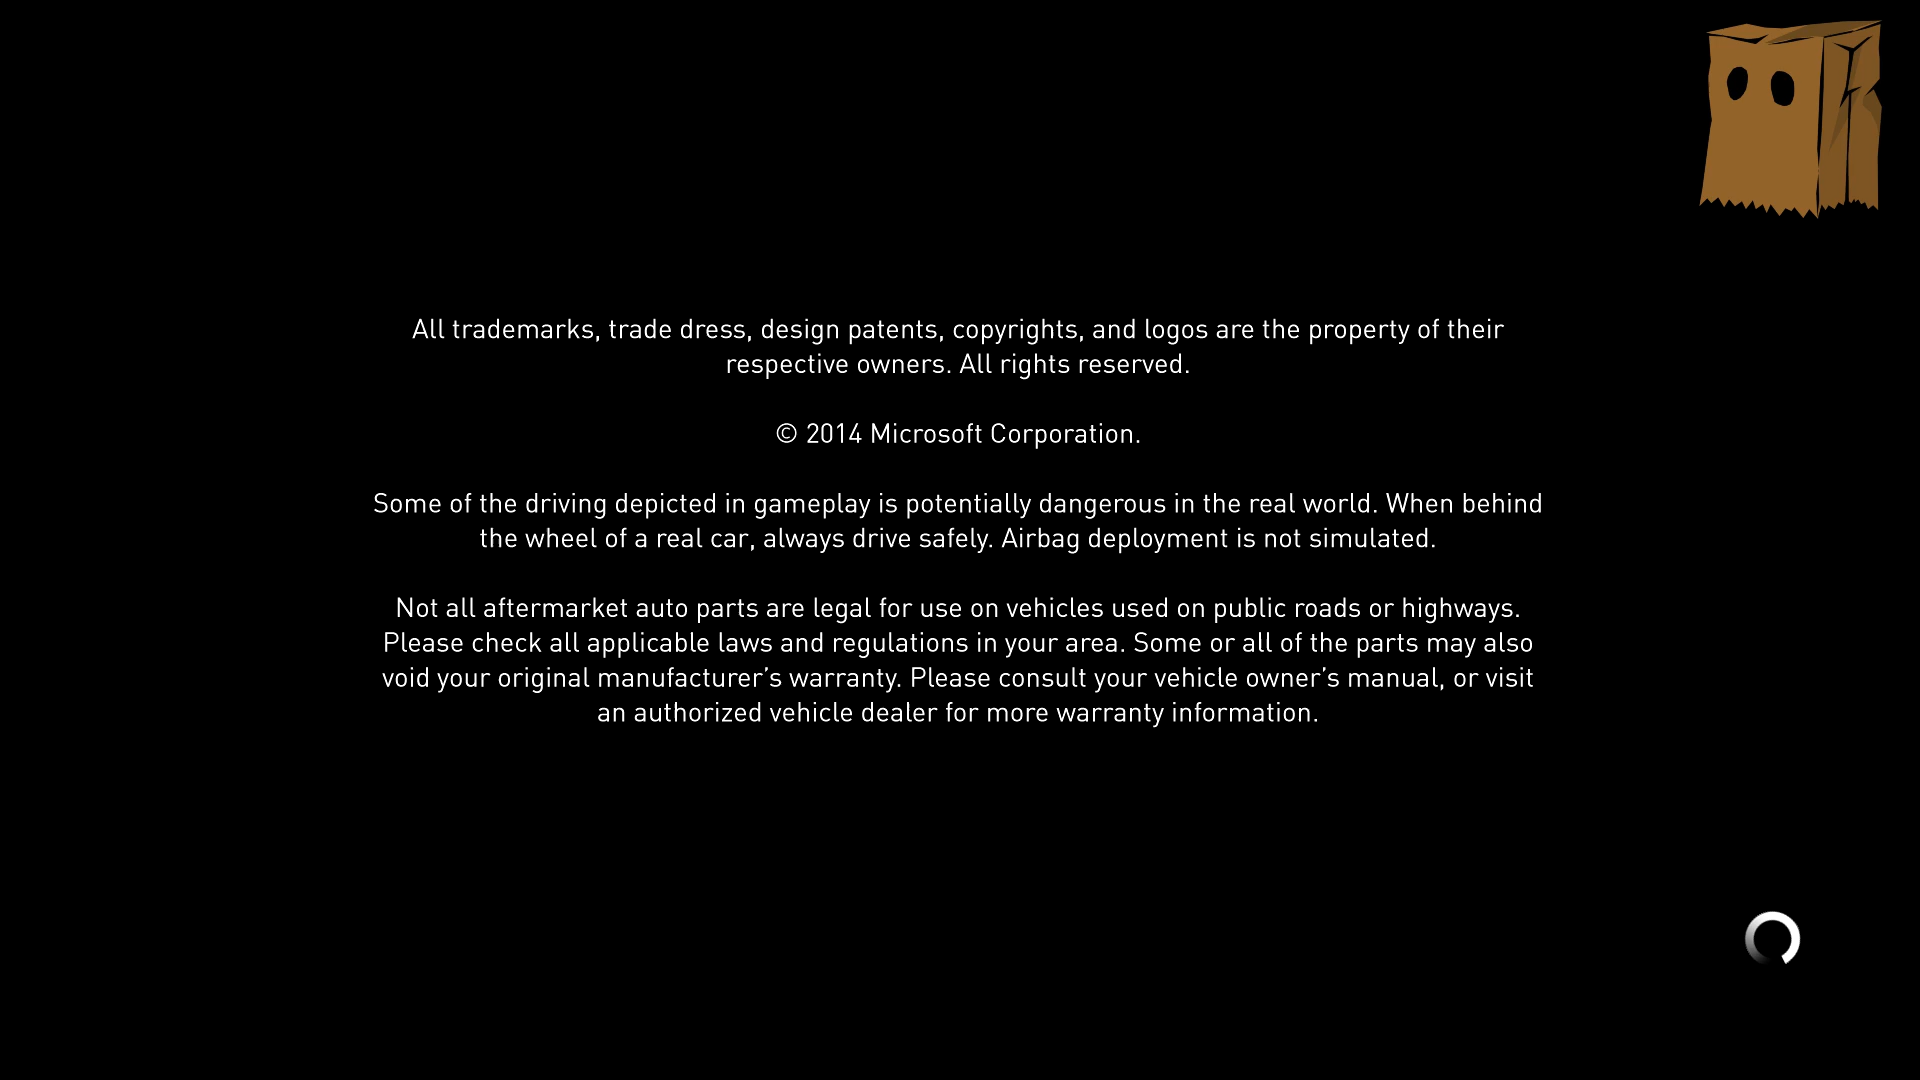 All trademarks, trade dress, design patents, copyrights, and logos are the property of their
respective owners. All rights reserved.
© 2014 Microsoft Corporation.
Some of the driving depicted in gameplay is potentially dangerous in the real world. When behind
the wheel of a real car, always drive safely. Airbag deployment is not simulated.
Not all aftermarket auto parts are legal for use on vehicles used on public roads or highways.
Please check all applicable laws and regulations in your area. Some or all of the parts may also
void your original manufacturer’s warranty. Please consult your vehicle owner’s manual, or visit
an authorized vehicle dealer for more warranty information.